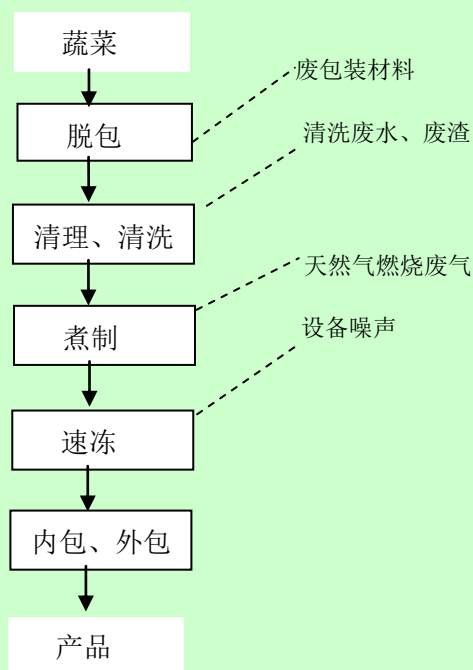 蔬菜
废包装材料
脱包
清洗废水、废渣
清理、清洗
天然气燃烧废气
煮制
设备噪声
速冻
内包、外包
产品